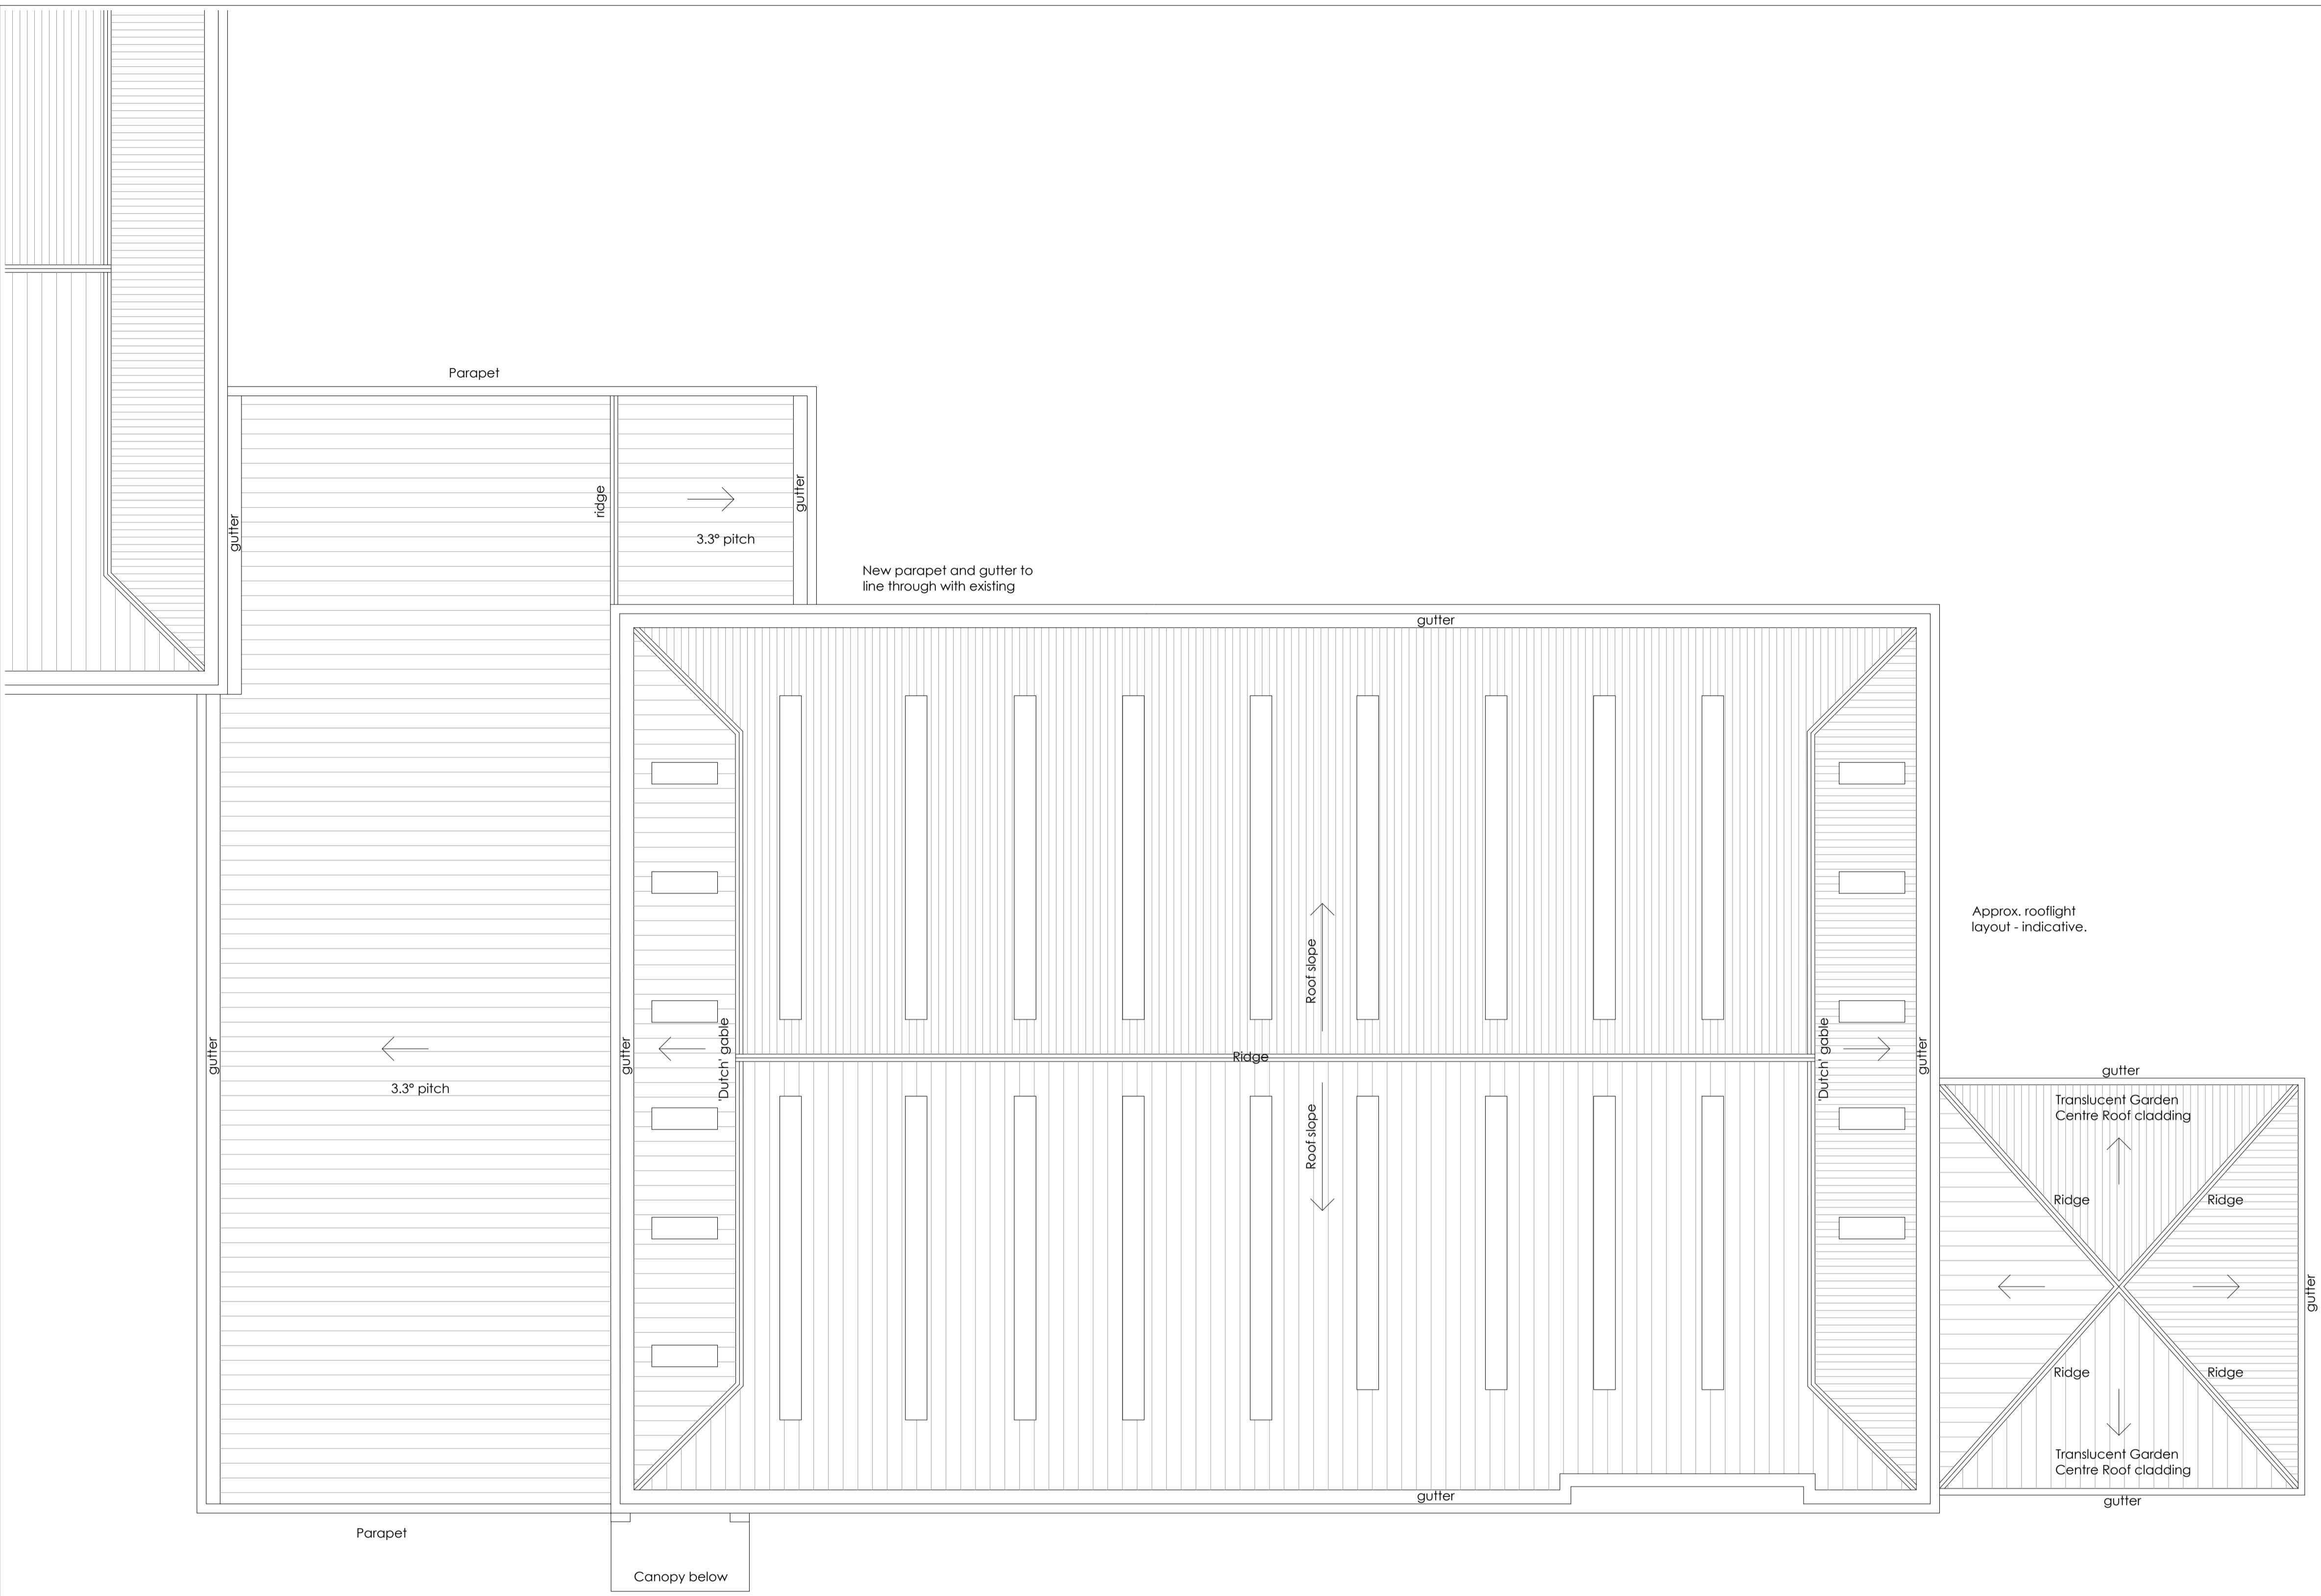 Parapet
ridge
gutter
gutter
3.3° pitch
New parapet and gutter to
line through with existing
gutter
Approx. rooflight
layout - indicative.
Roof slope
'Dutch' gable
'Dutch' gable
gutter
gutter
gutter
Ridge
3.3° pitch
Roof slope
gutter
Translucent Garden
Centre Roof cladding
Ridge
Ridge
gutter
Ridge
Ridge
Translucent Garden
Centre Roof cladding
gutter
gutter
Parapet
Canopy below